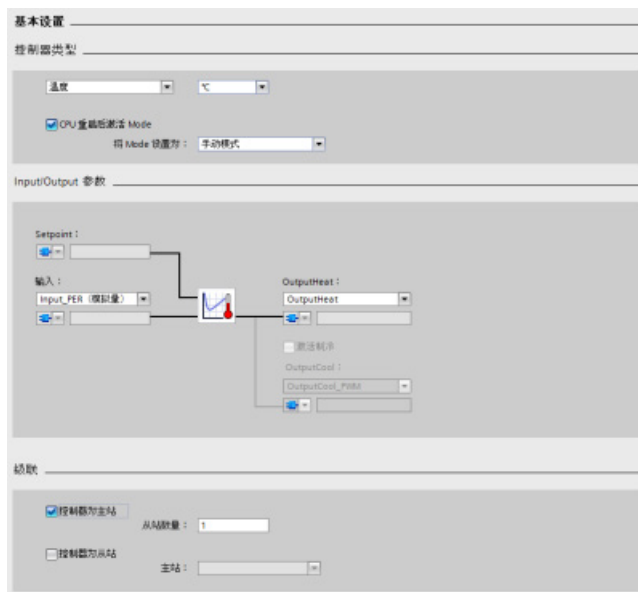 基本设置
控制器类型
温度
℃
CPU 重启后激活 Mode
将 Mode 设置为：
手动模式
Input/Output 参数
Setpoint：
输入：
Input_PER（模拟量）
OutputHeat：
OutputHeat
激活制冷
OutputCool：
OutputCool_PWM
级联
控制器为主站
从站数量：
1
控制器为从站
主站：